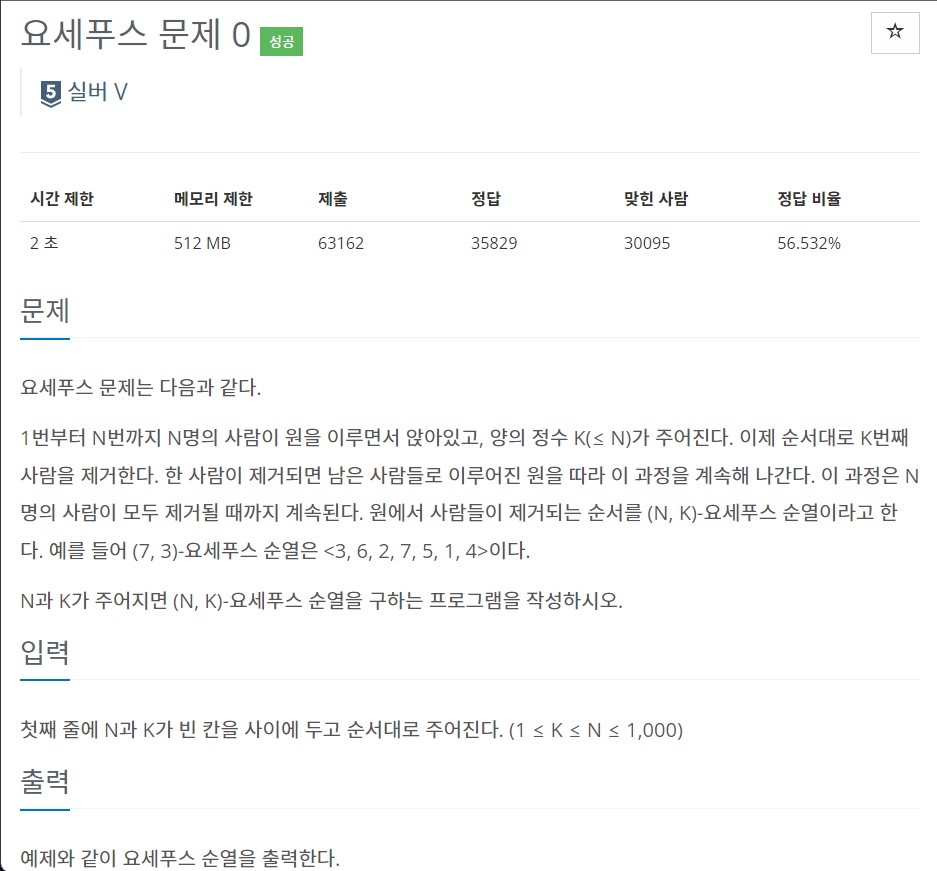 요세푸스 문제 0 성공
☆
5 실버 V
시간 제한 메모리 제한 제출 정답 맞힌 사람 정답 비율
2 초 512 MB 63162 35829 30095 56.532%
문제
요세푸스 문제는 다음과 같다.
1번부터 N번까지 N명의 사람이 원을 이루면서 앉아있고, 양의 정수 K(≤ N)가 주어진다. 이제 순서대로 K번째
사람을 제거한다. 한 사람이 제거되면 남은 사람들로 이루어진 원을 따라 이 과정을 계속해 나간다. 이 과정은 N
명의 사람이 모두 제거될 때까지 계속된다. 원에서 사람들이 제거되는 순서를 (N, K)-요세푸스 순열이라고 한
다. 예를 들어 (7, 3)-요세푸스 순열은 <3, 6, 2, 7, 5, 1, 4>이다.
N과 K가 주어지면 (N, K)-요세푸스 순열을 구하는 프로그램을 작성하시오.
입력
첫째 줄에 N과 K가 빈 칸을 사이에 두고 순서대로 주어진다. (1 ≤ K ≤ N ≤ 1,000)
출력
예제와 같이 요세푸스 순열을 출력한다.